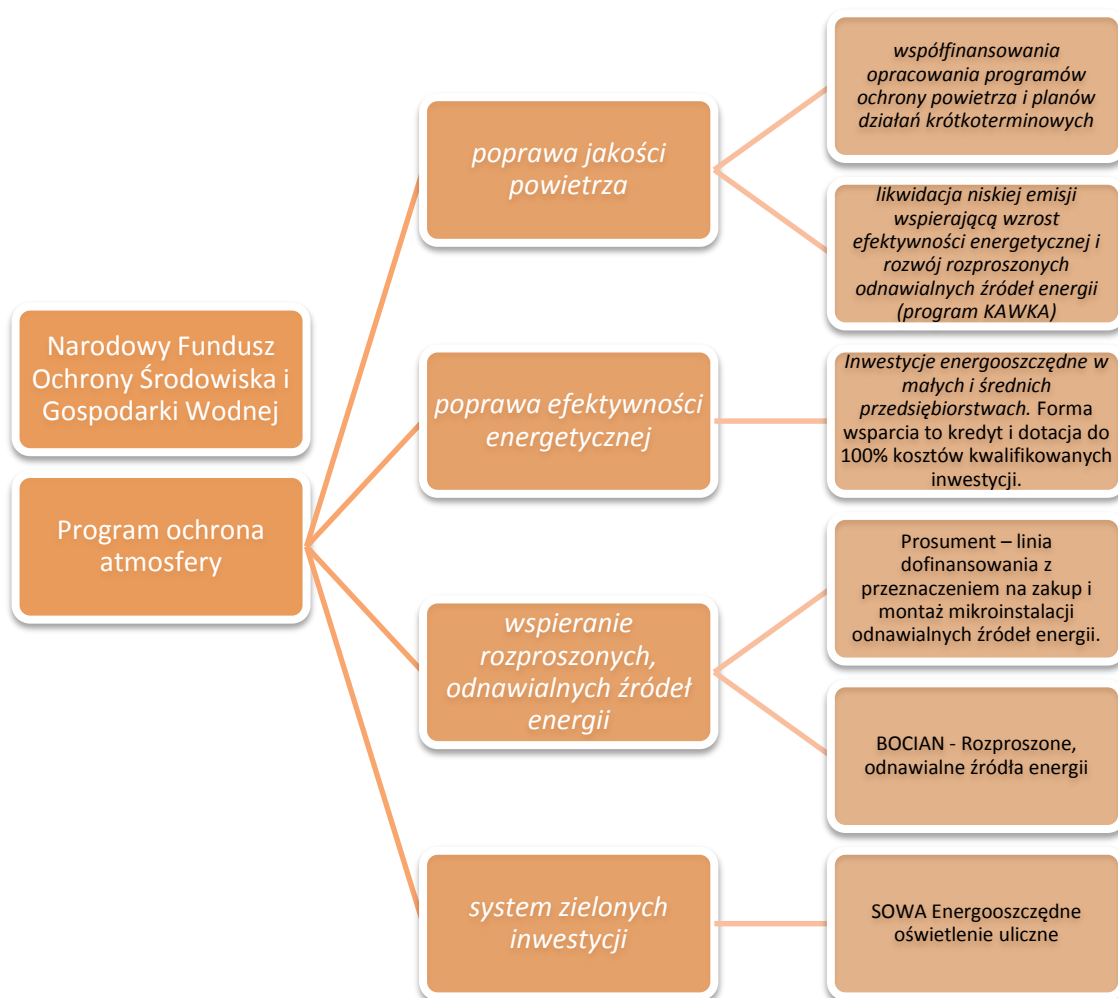 Narodowy Fundusz
Ochrony Środowiska i
Gospodarki Wodnej
Program ochrona
atmosfery
poprawa jakości
powietrza
współfinansowania
opracowania programów
ochrony powietrza i planów
działań krótkoterminowych
likwidacja niskiej emisji
wspierającą wzrost
efektywności energetycznej i
rozwój rozproszonych
odnawialnych źródeł energii
(program KAWKA)
poprawa efektywności
energetycznej
Inwestycje energooszczędne w
małych i średnich
przedsiębiorstwach. Forma
wsparcia to kredyt i dotacja do
100% kosztów kwalifikowanych
inwestycji.
wspieranie
rozproszonych,
odnawialnych źródeł
energii
Prosument – linia
dofinansowania z
przeznaczeniem na zakup i
montaż mikroinstalacji
odnawialnych źródeł energii.
BOCIAN - Rozproszone,
odnawialne źródła energii
system zielonych
inwestycji
SOWA Energooszczędne
oświetlenie uliczne